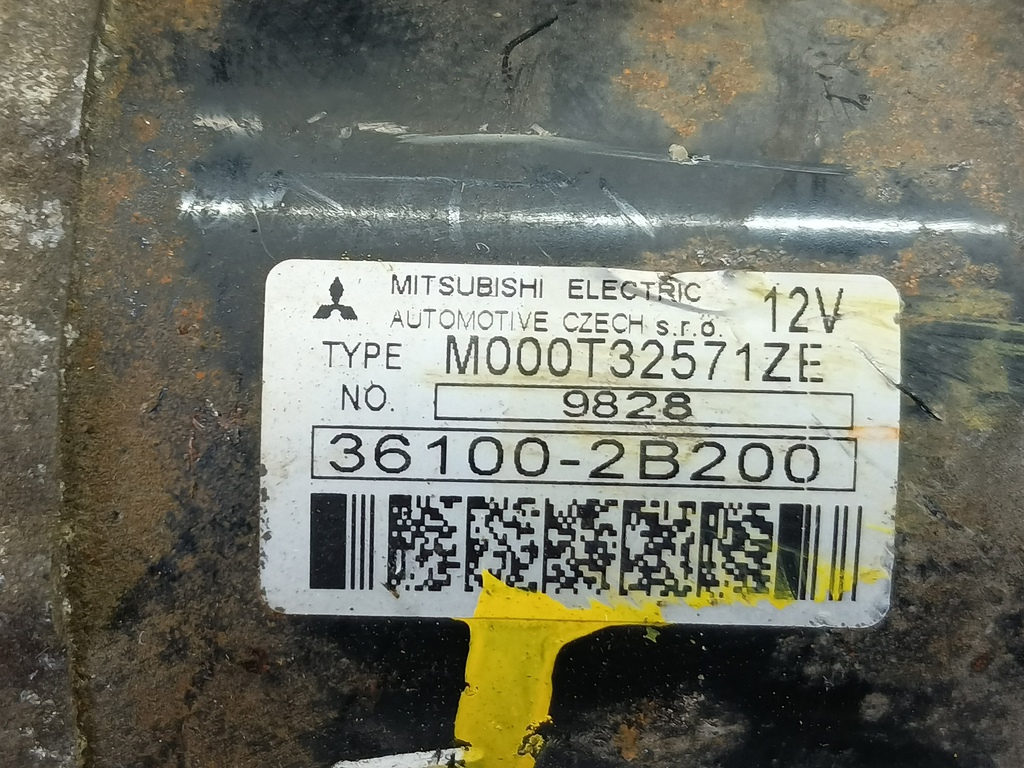 MITSUBISHI ELECTRIC 12V
AUTOMOTIVE CZECH s.r.o.
TYPE M000T32571ZE
NO. 9828
36100-2B200